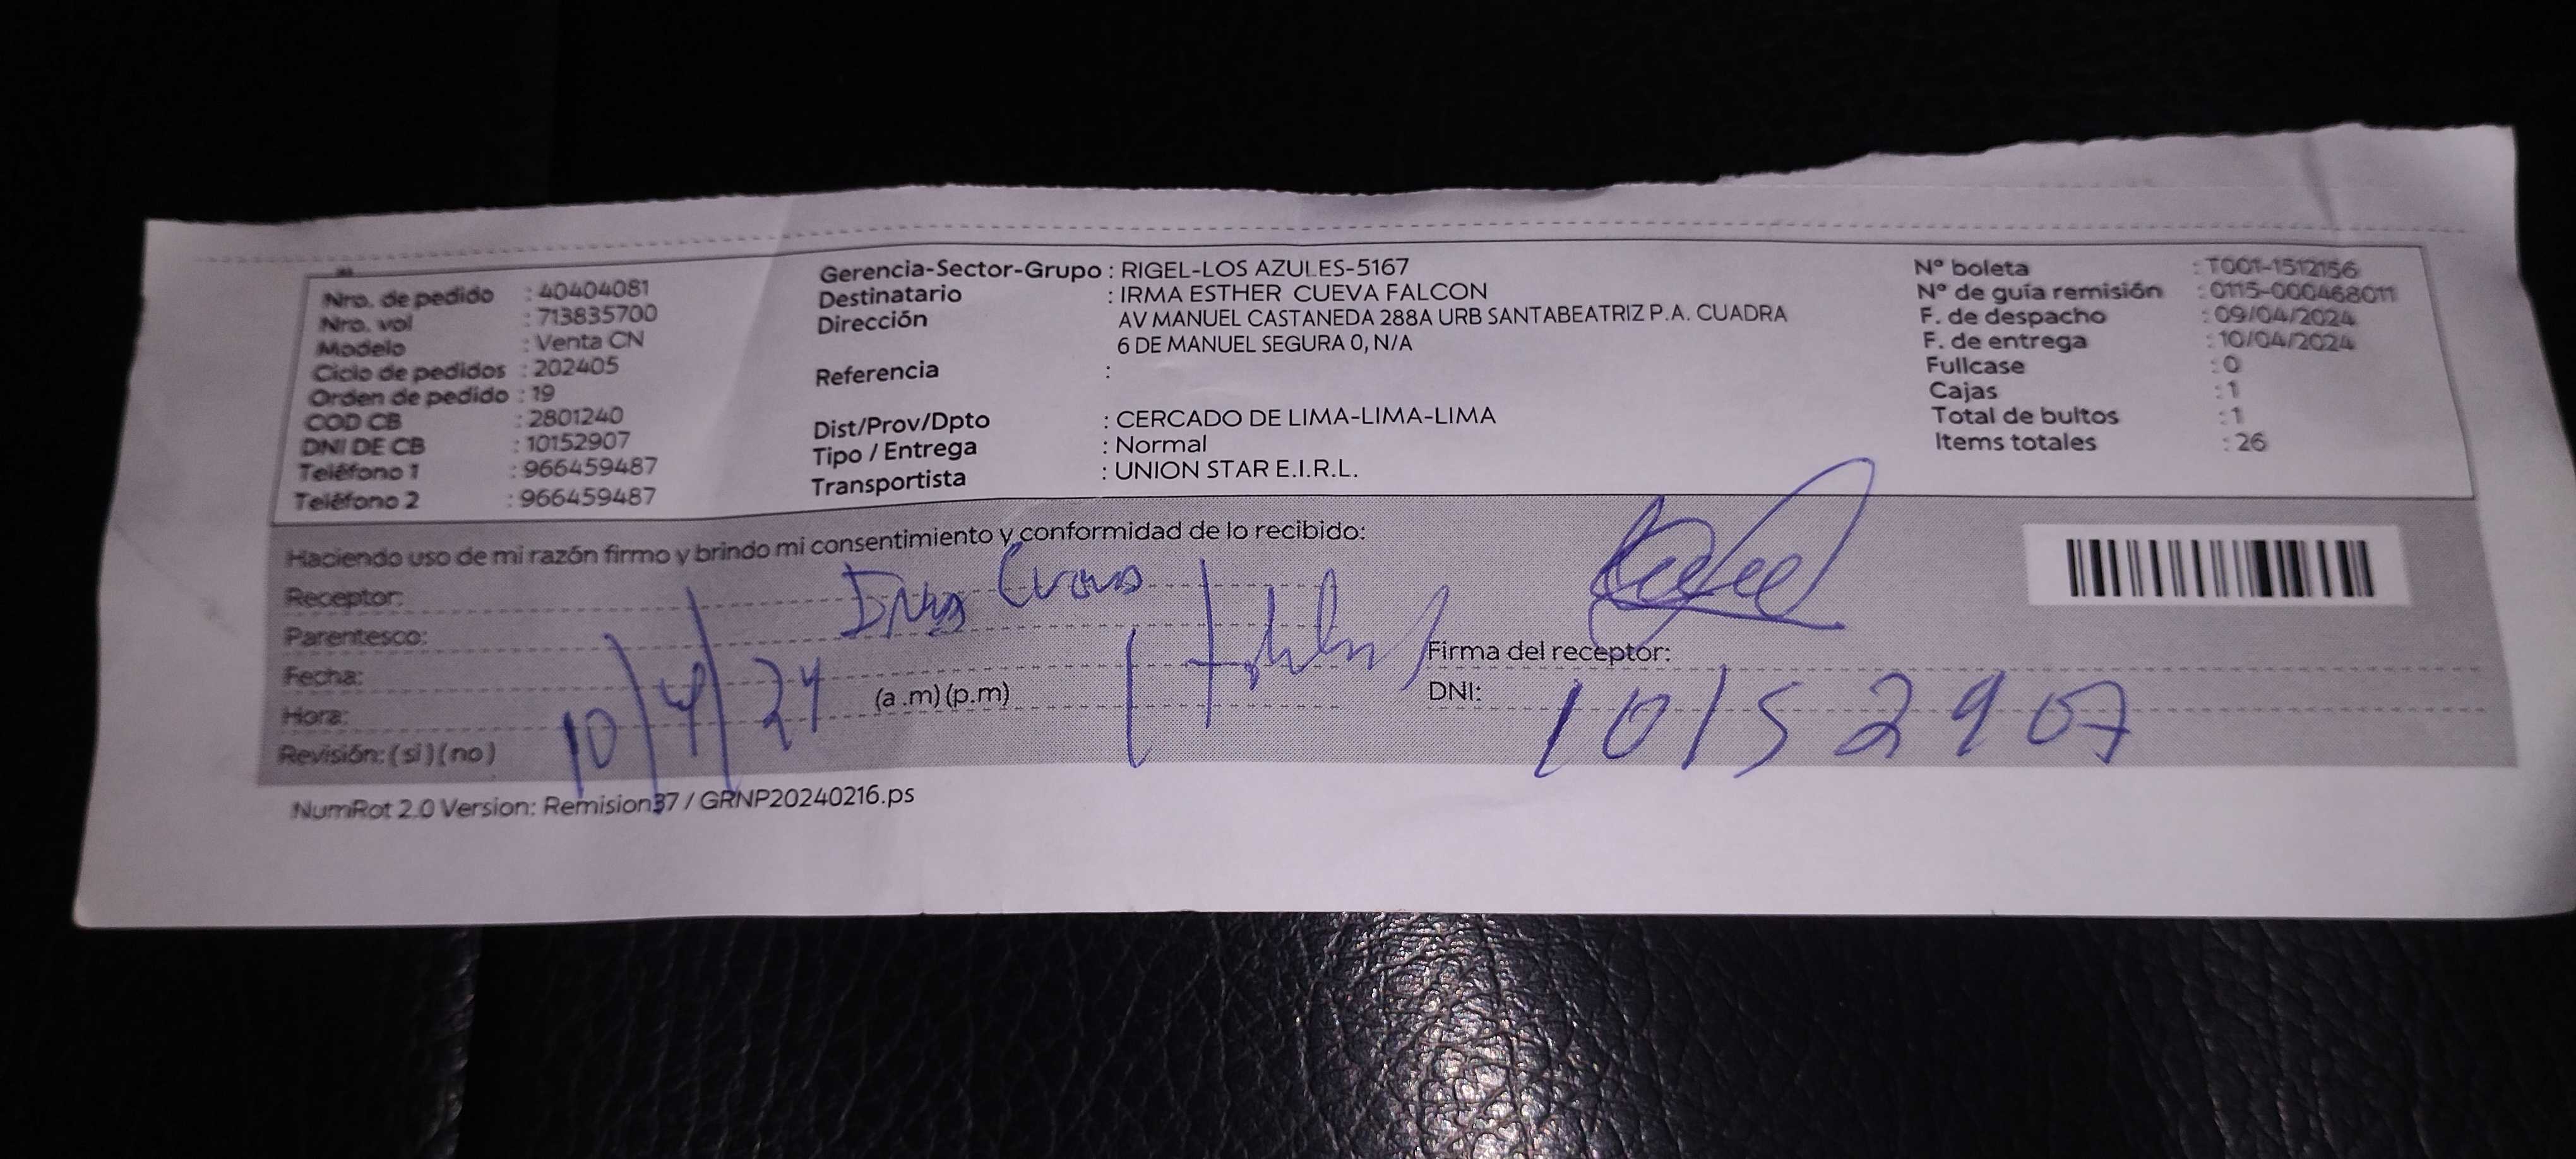 Nro. de pedido : 40404081
Nro. vol : 713835700
Modelo : Venta CN
Ciclo de pedidos : 202405
Orden de pedido : 19
COD CB : 2801240
DNI DE CB : 10152907
Teléfono 1 : 966459487
Teléfono 2 : 966459487
Gerencia-Sector-Grupo : RIGEL-LOS AZULES-5167
Destinatario : IRMA ESTHER CUEVA FALCON
Dirección AV MANUEL CASTANEDA 288A URB SANTABEATRIZ P.A. CUADRA
6 DE MANUEL SEGURA 0, N/A
Referencia :
Dist/Prov/Dpto : CERCADO DE LIMA-LIMA-LIMA
Tipo / Entrega : Normal
Transportista : UNION STAR E.I.R.L.
Nº boleta : T001-1512156
Nº de guía remisión : 0115-000468011
F. de despacho : 09/04/2024
F. de entrega : 10/04/2024
Fullcase : 0
Cajas : 1
Total de bultos : 1
Items totales : 26
Haciendo uso de mi razón firmo y brindo mi consentimiento y conformidad de lo recibido:
Receptor:
Parentesco:
Fecha:
Hora: (a.m) (p.m)
Revisión: (si) (no)
10/4/24
Firma del receptor:
DNI: 10152907
NumRot 2.0 Version: Remision37 / GRNP20240216.ps